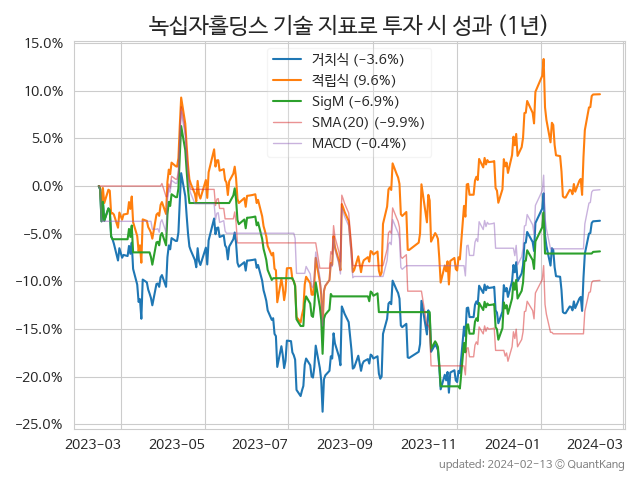 녹십자홀딩스 기술 지표로 투자 시 성과 (1년)
15.0%
10.0%
5.0%
0.0%
−5.0%
−10.0%
−15.0%
−20.0%
−25.0%
거치식 (−3.6%)
적립식 (9.6%)
SigM (−6.9%)
SMA(20) (−9.9%)
MACD (−0.4%)
2023-03 2023-05 2023-07 2023-09 2023-11 2024-01 2024-03
updated: 2024-02-13 © QuantKang